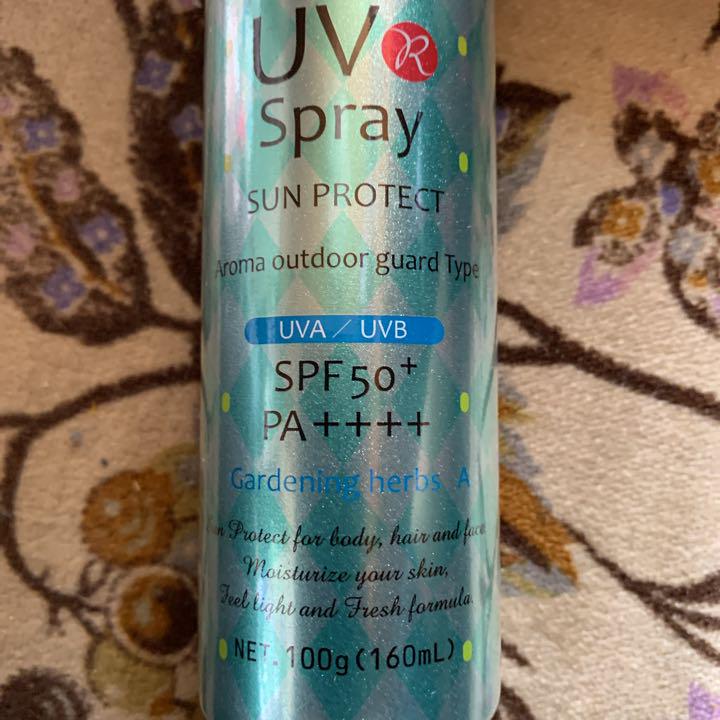 UV R
Spray
SUN PROTECT
Aroma outdoor guard Type
UVA / UVB
SPF50+
PA++++
Gardening herbs A
Protect for body, hair and face.
Moisturize your skin,
Feel light and Fresh formula.
NET. 100g (160mL)